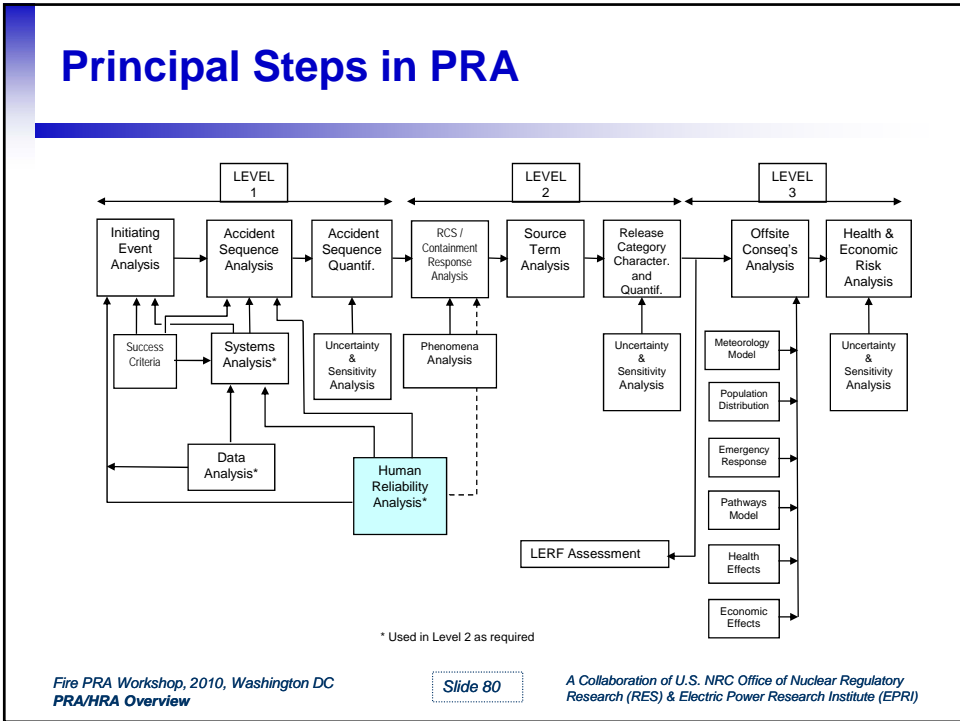 Principal Steps in PRA
LEVEL
1
LEVEL
2
LEVEL
3
Initiating
Event
Analysis
Accident
Sequence
Analysis
Accident
Sequence
Quantif.
RCS /
Containment
Response
Analysis
Source
Term
Analysis
Release
Category
Character.
and
Quantif.
Offsite
Conseq's
Analysis
Health &
Economic
Risk
Analysis
Success
Criteria
Systems
Analysis*
Uncertainty
&
Sensitivity
Analysis
Phenomena
Analysis
Uncertainty
&
Sensitivity
Analysis
Meteorology
Model
Uncertainty
&
Sensitivity
Analysis
Population
Distribution
Data
Analysis*
Human
Reliability
Analysis*
Emergency
Response
Pathways
Model
LERF Assessment
Health
Effects
Economic
Effects
* Used in Level 2 as required
Fire PRA Workshop, 2010, Washington DC
PRA/HRA Overview
Slide 80
A Collaboration of U.S. NRC Office of Nuclear Regulatory
Research (RES) & Electric Power Research Institute (EPRI)